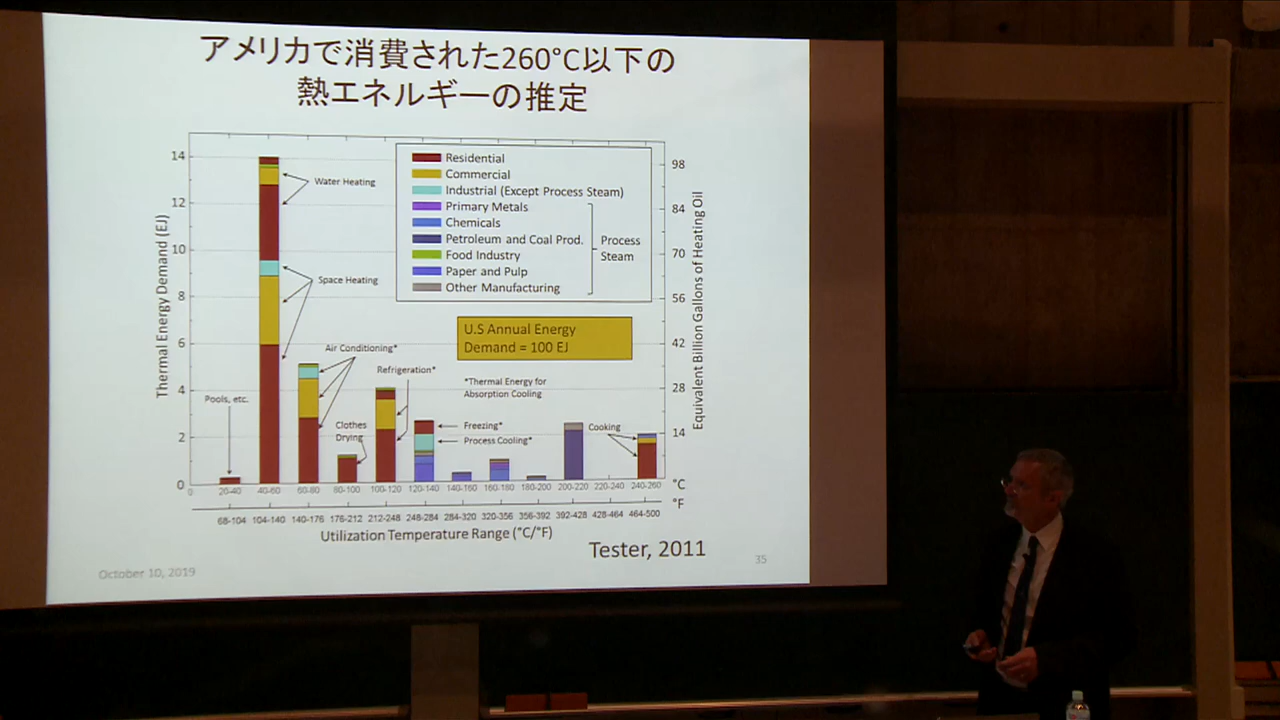 アメリカで消費された260°C以下の
熱エネルギーの推定
Thermal Energy Demand (EJ)
14
12
10
8
6
4
2
0
Equivalent Billion Gallons of Heating Oil
98
84
70
56
42
28
14
Residential
Commercial
Industrial (Except Process Steam)
Primary Metals
Chemicals
Petroleum and Coal Prod.
Food Industry
Paper and Pulp
Other Manufacturing
Process
Steam
Water Heating
Space Heating
U.S Annual Energy
Demand = 100 EJ
Air Conditioning*
Refrigeration*
*Thermal Energy for
Absorption Cooling
Pools, etc.
Clothes
Drying
Freezing*
Process Cooling*
Cooking
0 20-40 40-60 60-80 80-100 100-120 120-140 140-160 160-180 180-200 200-220 220-240 240-260 °C
°F
68-104 104-140 140-176 176-212 212-248 248-284 284-320 320-356 356-392 392-428 428-464 464-500
Utilization Temperature Range (°C/°F)
Tester, 2011
October 10, 2019
35